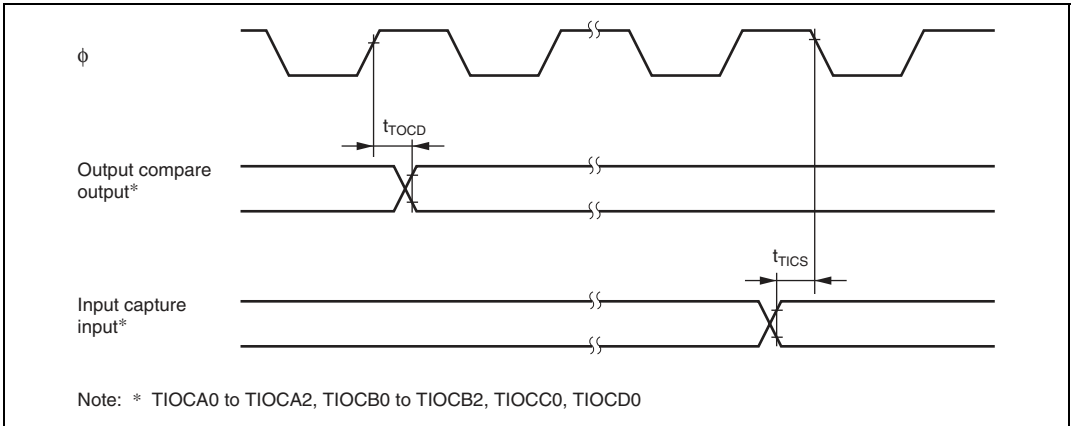 ϕ
tTOCD
Output compare
output*
tTICS
Input capture
input*
Note: * TIOCA0 to TIOCA2, TIOCB0 to TIOCB2, TIOCC0, TIOCD0